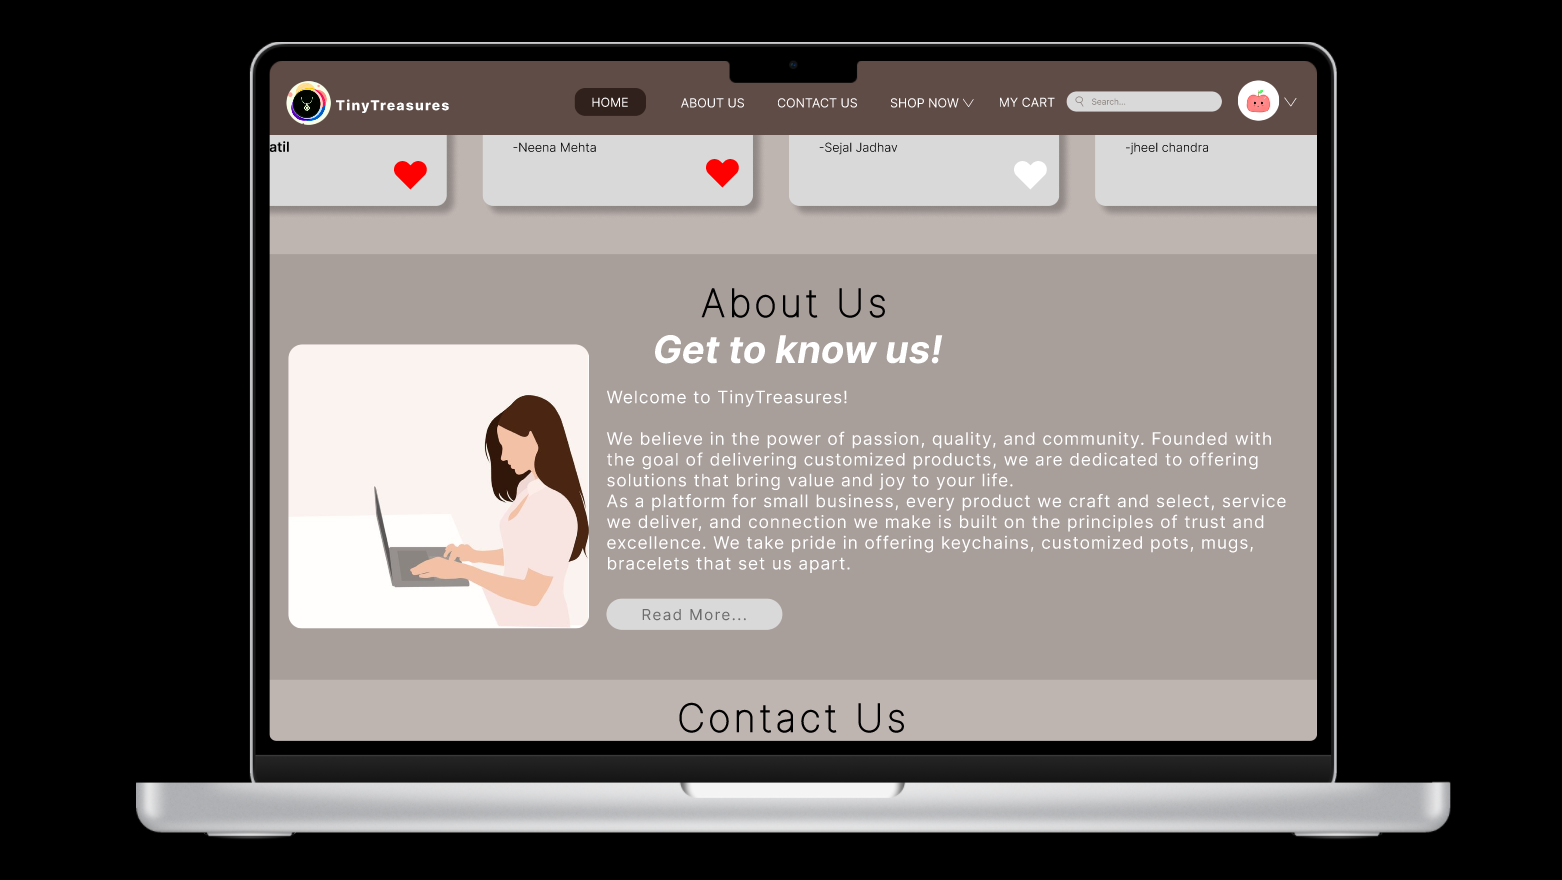 TinyTreasures
HOME
ABOUT US
CONTACT US
SHOP NOW
MY CART
Search...
atil
-Neena Mehta
-Sejal Jadhav
-jheel chandra
About Us
Get to know us!
Welcome to TinyTreasures!
We believe in the power of passion, quality, and community. Founded with
the goal of delivering customized products, we are dedicated to offering
solutions that bring value and joy to your life.
As a platform for small business, every product we craft and select, service
we deliver, and connection we make is built on the principles of trust and
excellence. We take pride in offering keychains, customized pots, mugs,
bracelets that set us apart.
Read More...
Contact Us